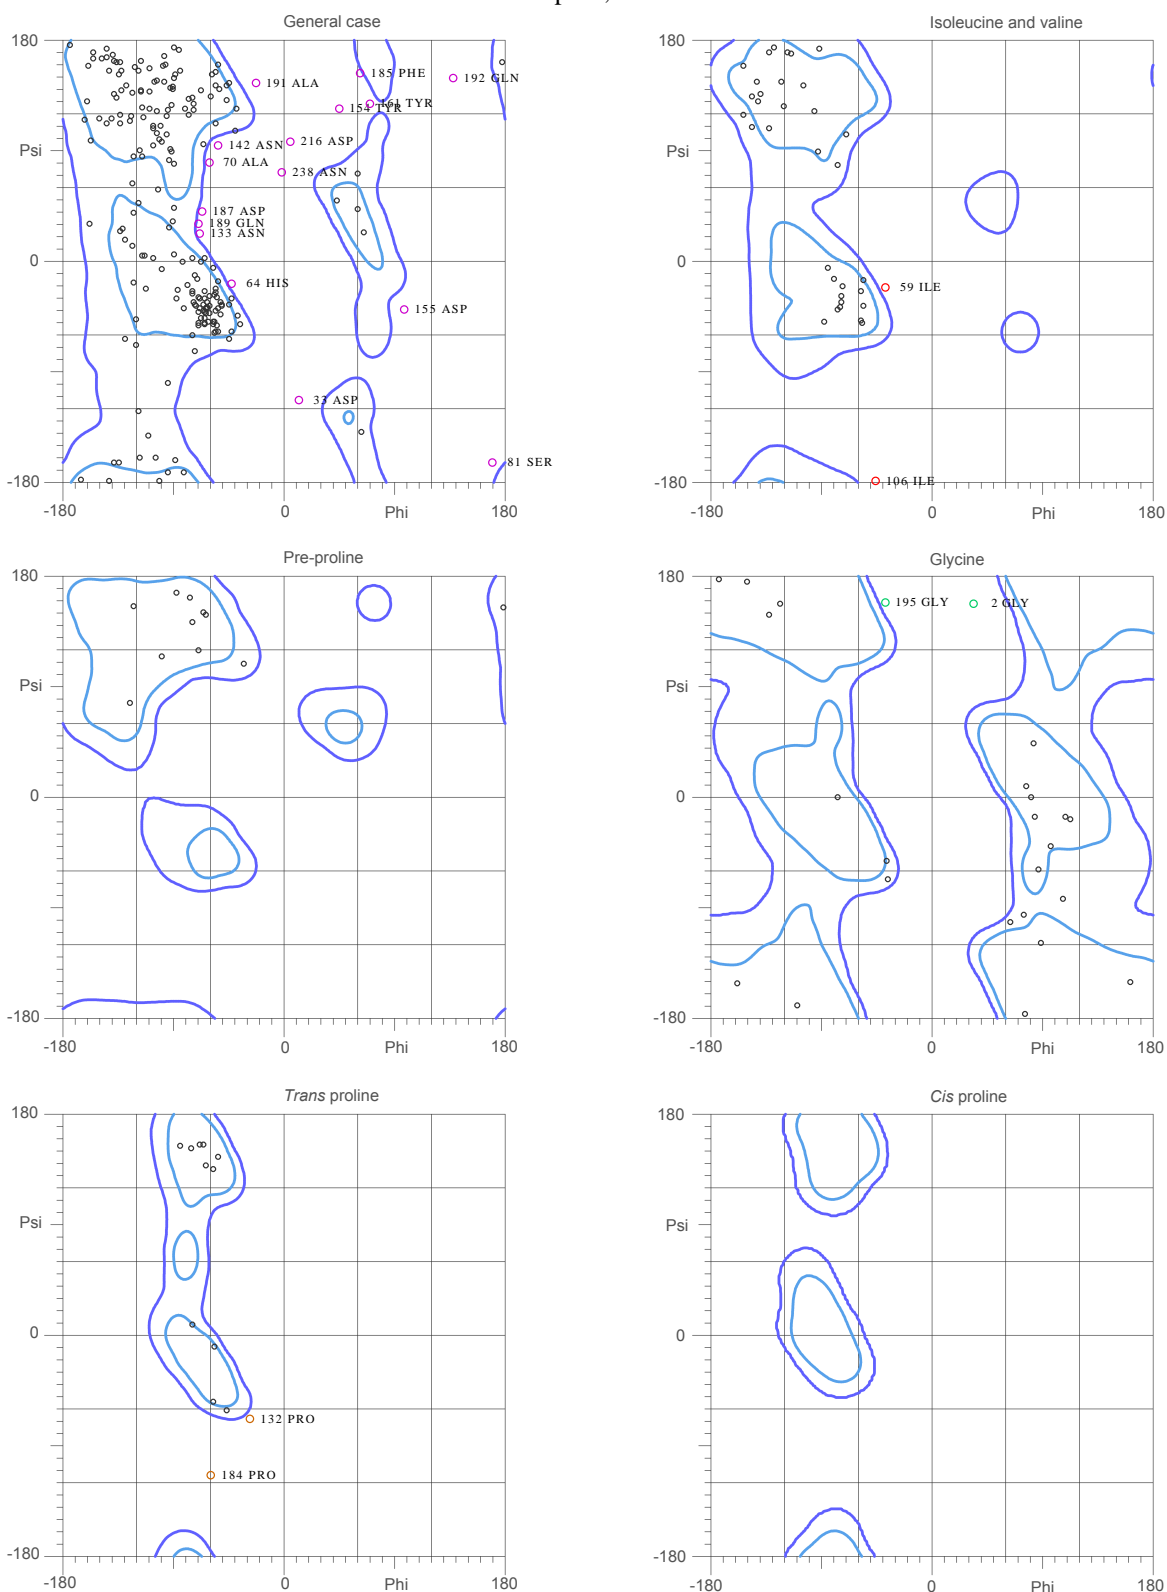 General case
180
Psi
0
-180
-180
0
Phi
180
191 ALA
185 PHE
192 GLN
161 TYR
154 TYR
142 ASN
216 ASP
70 ALA
238 ASN
187 ASP
189 GLN
133 ASN
64 HIS
155 ASP
33 ASP
81 SER
Isoleucine and valine
180
Psi
0
-180
-180
0
Phi
180
59 ILE
106 ILE
Pre-proline
180
Psi
0
-180
-180
0
Phi
180
Glycine
180
Psi
0
-180
-180
0
Phi
180
195 GLY
2 GLY
Trans proline
180
Psi
0
-180
-180
0
Phi
180
132 PRO
184 PRO
Cis proline
180
Psi
0
-180
-180
0
Phi
180